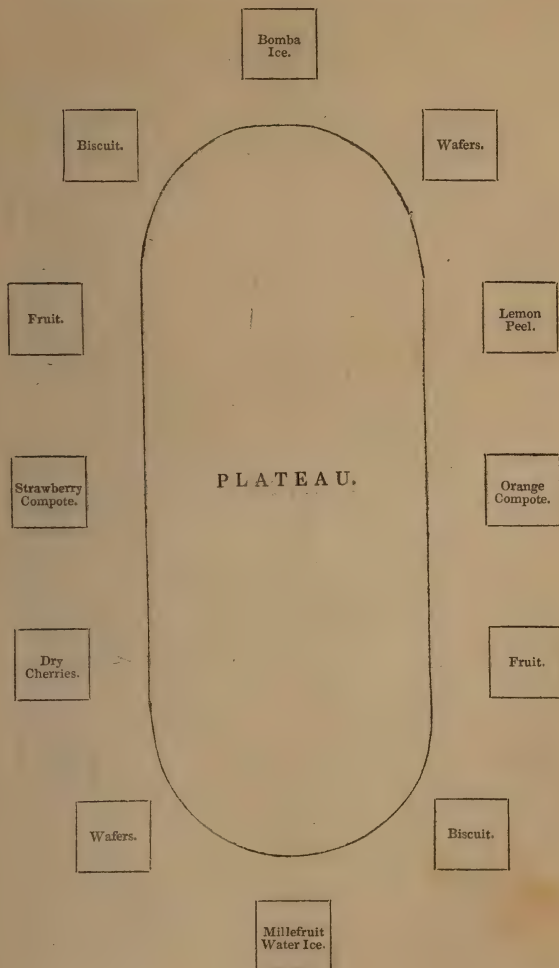 Bomba
Ice.
Biscuit.
Wafers.
Fruit.
Lemon
Peel.
Strawberry
Compote.
PLATEAU.
Orange
Compote.
Dry
Cherries.
Fruit.
Wafers.
Biscuit.
Millefruit
Water Ice.